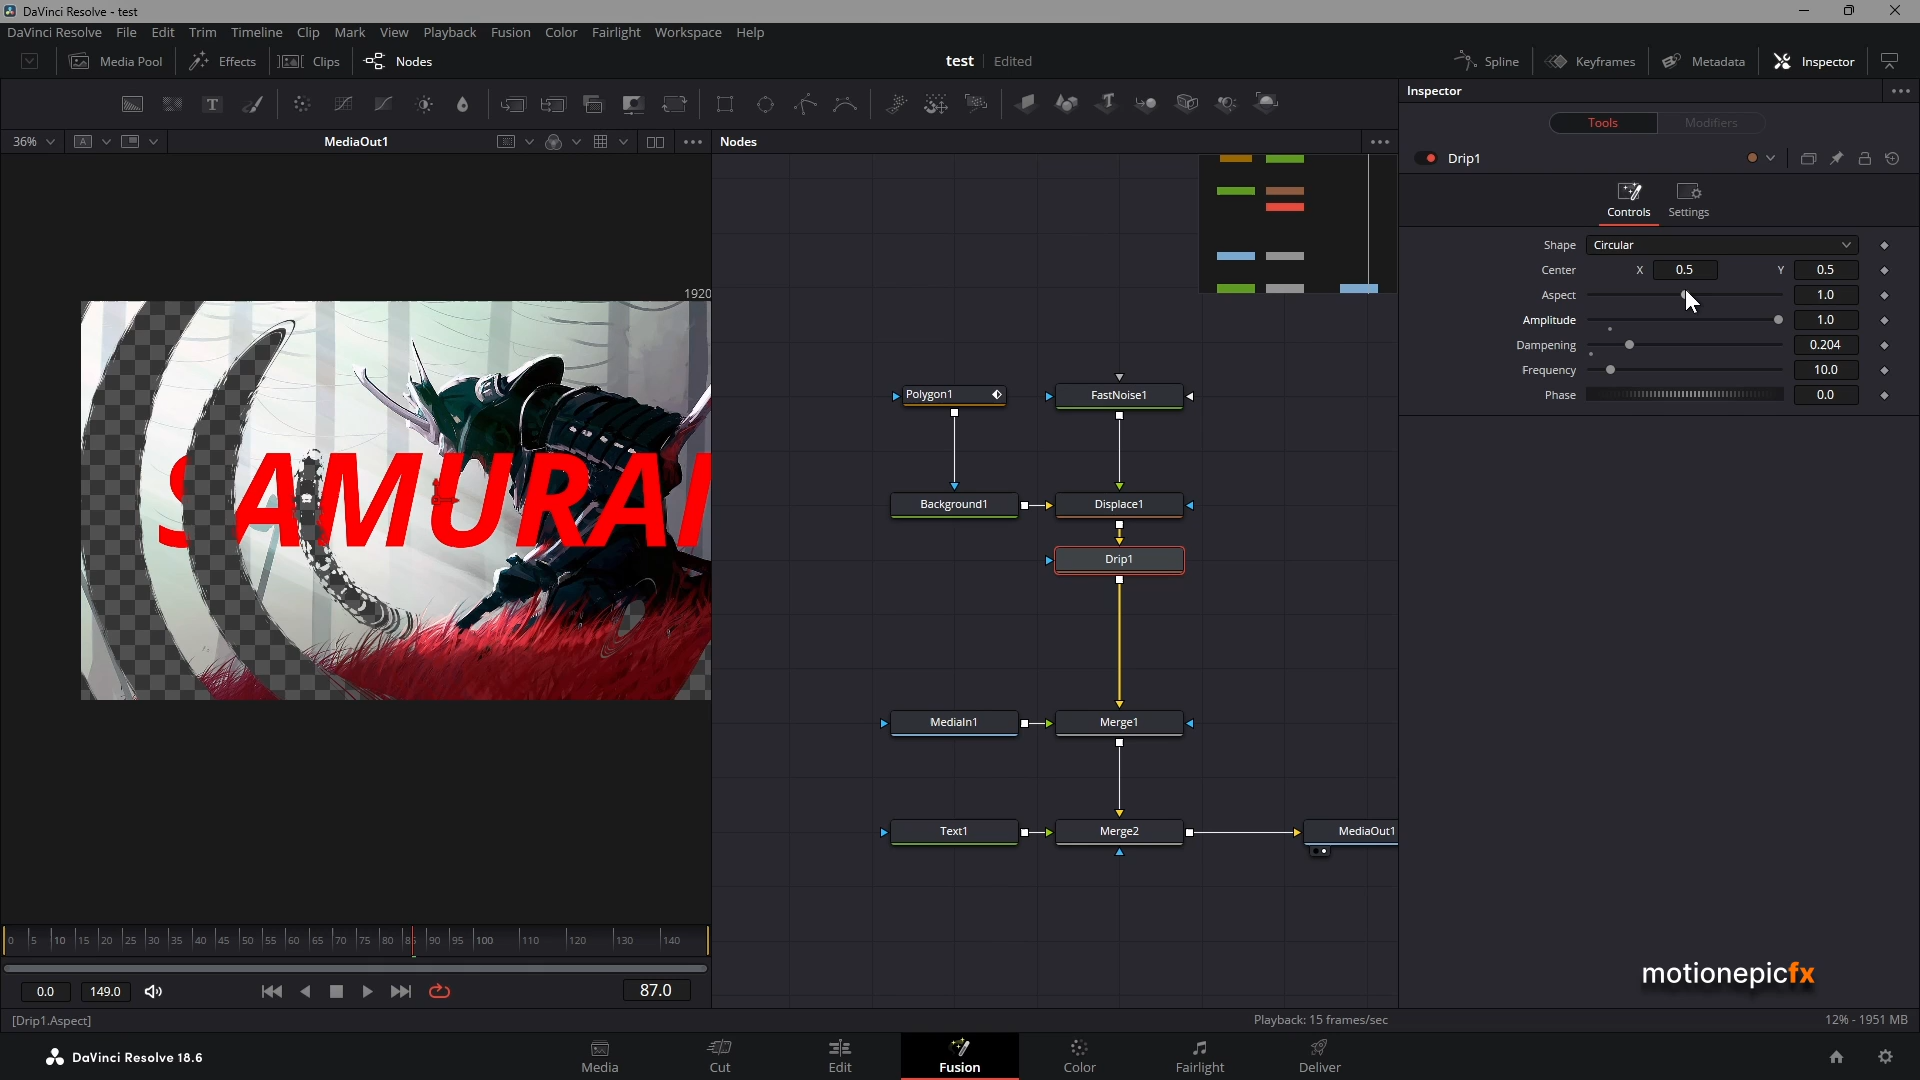 DaVinci Resolve - test
DaVinci Resolve File Edit Trim Timeline Clip Mark View Playback Fusion Color Fairlight Workspace Help
Media Pool Effects Clips Nodes test Edited Spline Keyframes Metadata Inspector
T T
Inspector
Tools Modifiers
36% A MediaOut1 Nodes
Drip1
Controls Settings
Shape Circular
Center X 0.5 Y 0.5
Aspect 1.0
Amplitude 1.0
Dampening 0.204
Frequency 10.0
Phase 0.0
1920
SAMURAI
Polygon1 FastNoise1
Background1 Displace1
Drip1
MediaIn1 Merge1
Text1 Merge2 MediaOut1
0 5 10 15 20 25 30 35 40 45 50 55 60 65 70 75 80 90 95 100 110 120 130 140
0.0 149.0 87.0
motionepicfx
[Drip1.Aspect] Playback: 15 frames/sec 12% - 1951 MB
DaVinci Resolve 18.6 Media Cut Edit Fusion Color Fairlight Deliver